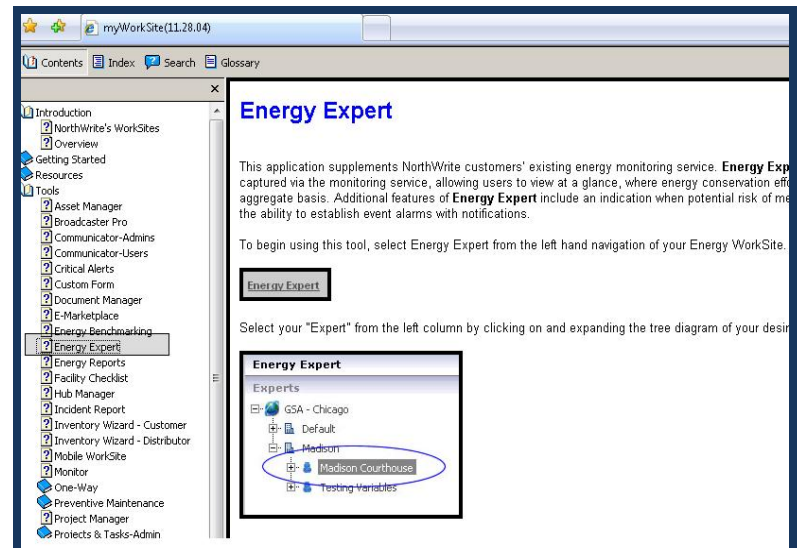 myWorkSite(11.28.04)
Contents Index Search Glossary
Introduction
NorthWrite's WorkSites
Overview
Getting Started
Resources
Tools
Asset Manager
Broadcaster Pro
Communicator-Admins
Communicator-Users
Critical Alerts
Custom Form
Document Manager
E-Marketplace
Energy Benchmarking
Energy Expert
Energy Reports
Facility Checklist
Hub Manager
Incident Report
Inventory Wizard - Customer
Inventory Wizard - Distributor
Mobile WorkSite
Monitor
One-Way
Preventive Maintenance
Project Manager
Projects & Tasks-Admin
Energy Expert
This application supplements NorthWrite customers' existing energy monitoring service. Energy Exp
captured via the monitoring service, allowing users to view at a glance, where energy conservation effo
aggregate basis. Additional features of Energy Expert include an indication when potential risk of me
the ability to establish event alarms with notifications.
To begin using this tool, select Energy Expert from the left hand navigation of your Energy WorkSite.
Energy Expert
Select your "Expert" from the left column by clicking on and expanding the tree diagram of your desir
Energy Expert
Experts
GSA - Chicago
Default
Madison
Madison Courthouse
Testing Variables